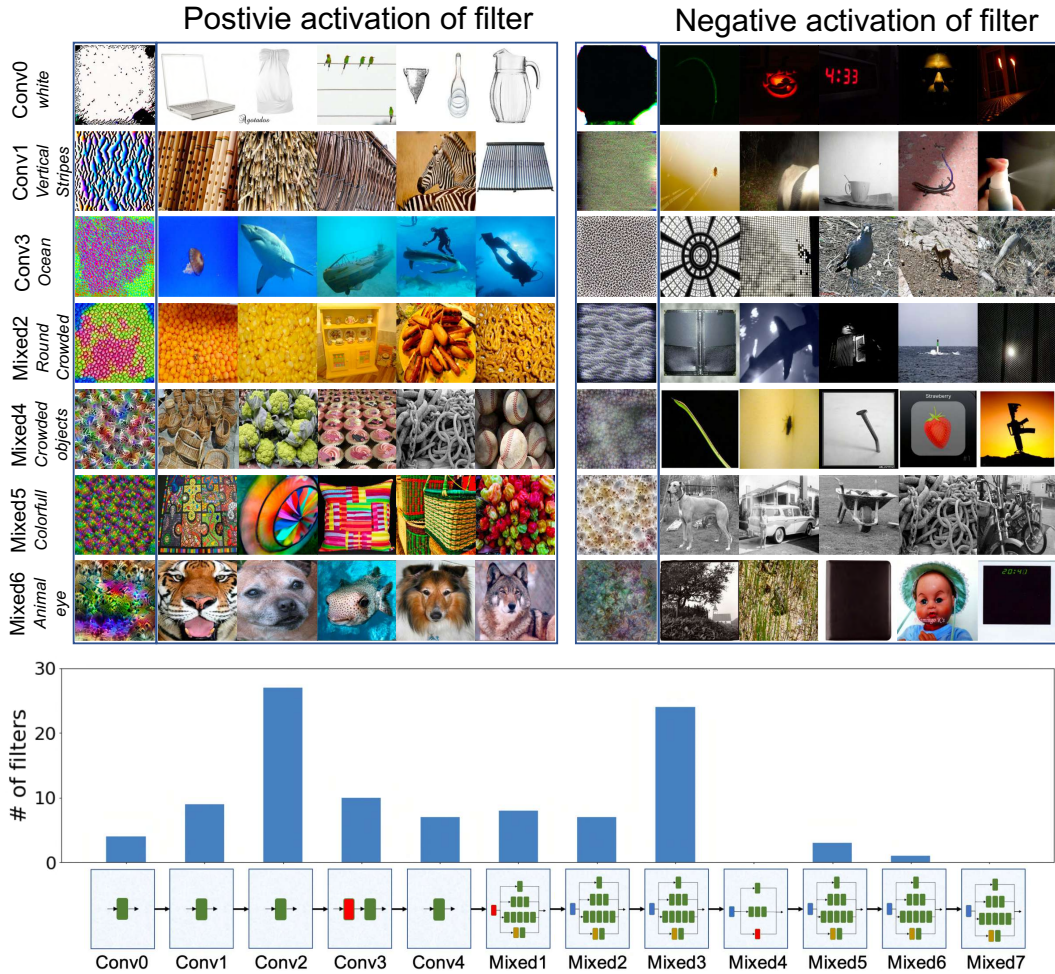 Postivie activation of filter
Negative activation of filter
Conv0
white
Agotadas
4:33
Conv1
Vertical
Stripes
Conv3
Ocean
Mixed2
Round
Crowded
Mixed4
Crowded
objects
Strawberry
Mixed5
Colorfull
Mixed6
Animal
eye
# of filters
30
20
10
0
Conv0
Conv1
Conv2
Conv3
Conv4
Mixed1
Mixed2
Mixed3
Mixed4
Mixed5
Mixed6
Mixed7